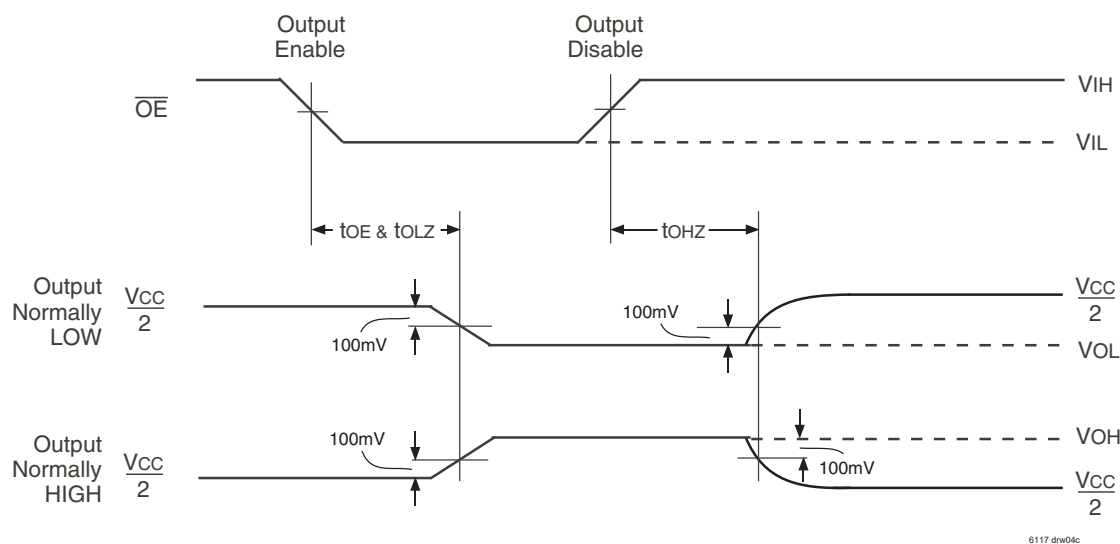 Output
Enable
Output
Disable
OE
VIH
VIL
tOE & tOLZ
tOHZ
Output
Normally
LOW
VCC
2
100mV
100mV
VCC
2
VOL
Output
Normally
HIGH
VCC
2
100mV
VOH
100mV
VCC
2
6117 drw04c